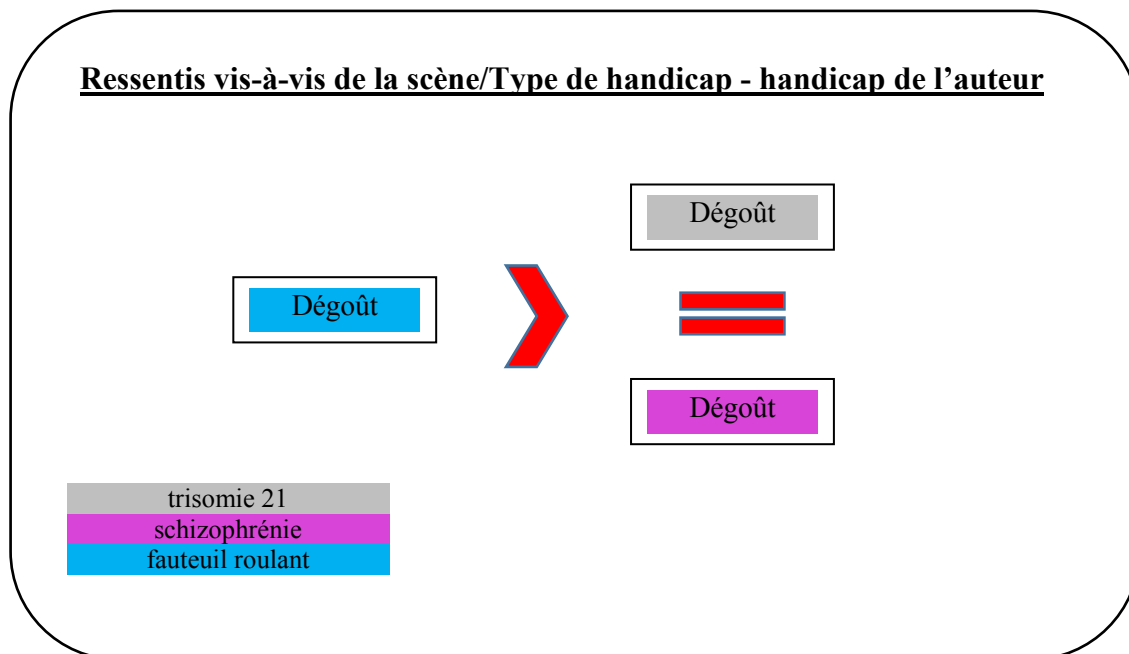 Ressentis vis-à-vis de la scène/Type de handicap - handicap de l’auteur
Dégoût
Dégoût
Dégoût
trisomie 21
schizophrénie
fauteuil roulant